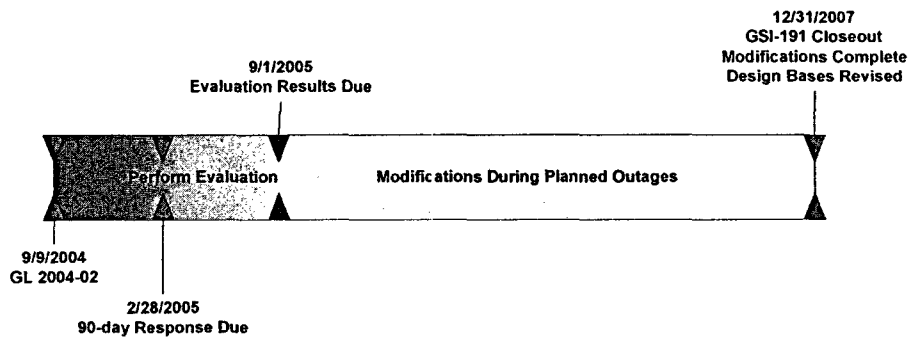 12/31/2007
GSI-191 Closeout
Modifications Complete
Design Bases Revised
9/1/2005
Evaluation Results Due
Perform Evaluation
Modifications During Planned Outages
9/9/2004
GL 2004-02
2/28/2005
90-day Response Due